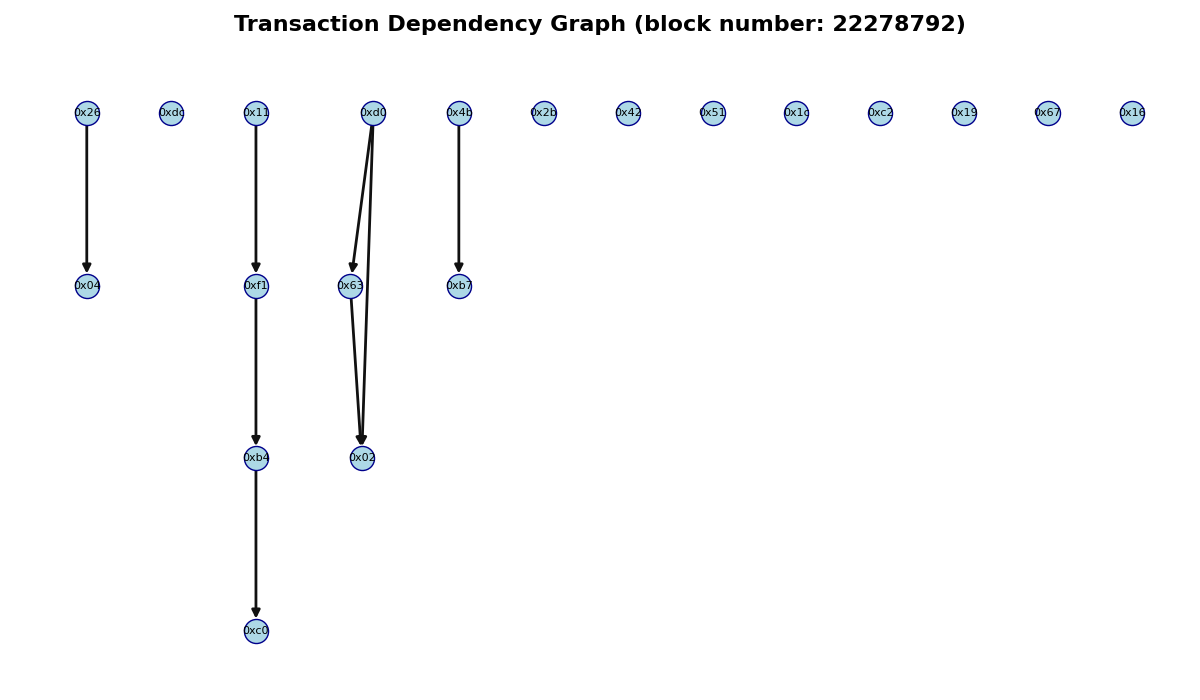 Transaction Dependency Graph (block number: 22278792)
0x26 0xdc 0x11 0xd0 0x4b 0x2b 0x42 0x51 0x1c 0xc2 0x19 0x67 0x16
0x04 0xf1 0x63 0xb7
0xb4 0x02
0xc0